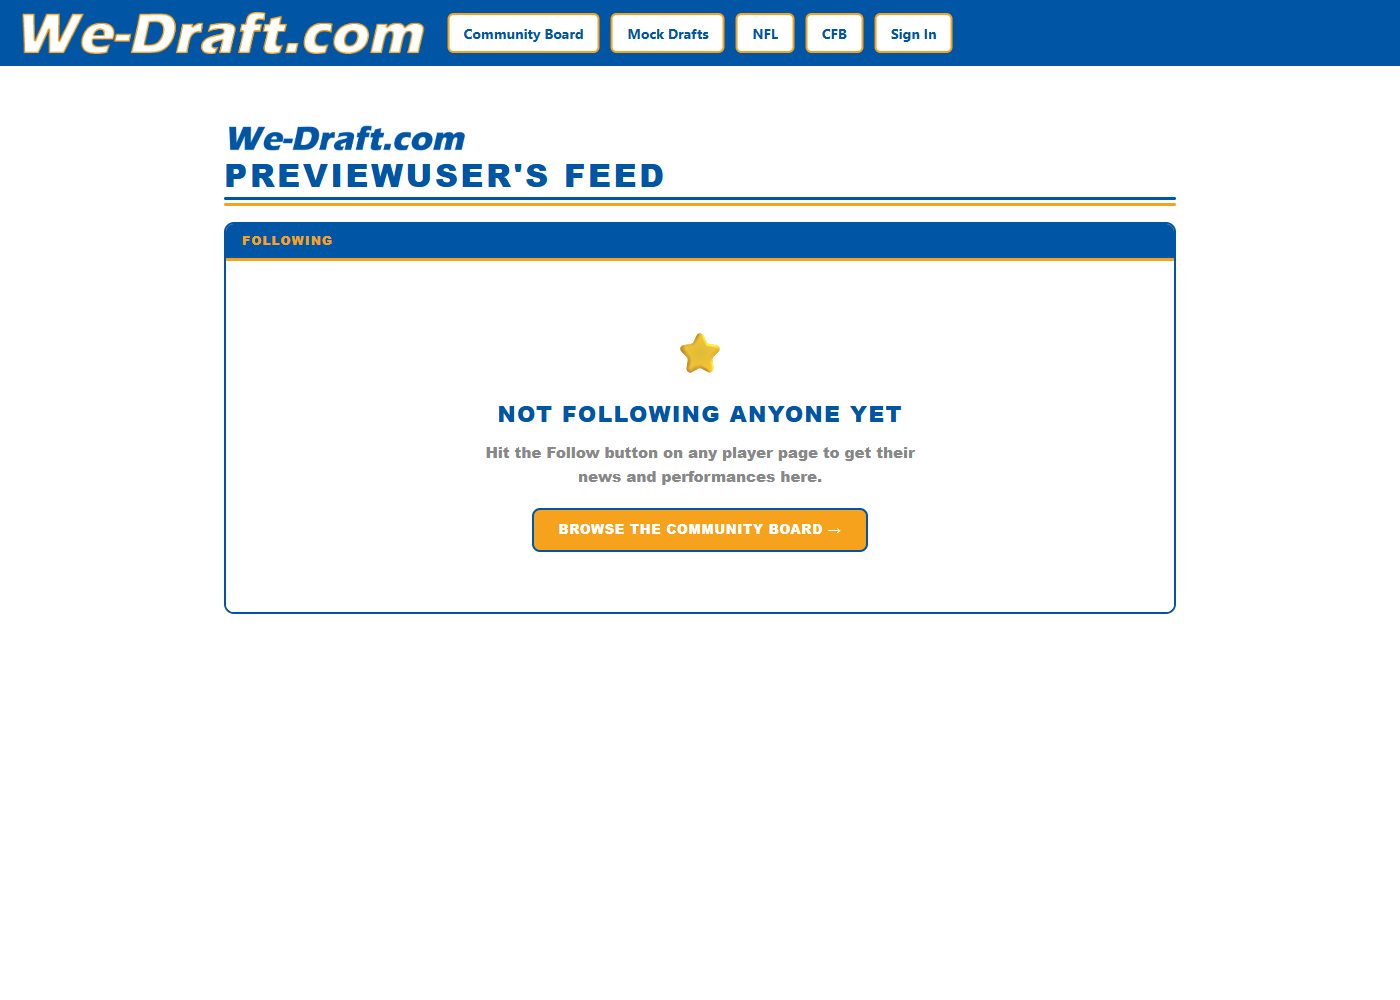 We-Draft.com
Community Board
Mock Drafts
NFL
CFB
Sign In
We-Draft.com
PREVIEWUSER'S FEED
FOLLOWING
NOT FOLLOWING ANYONE YET
Hit the Follow button on any player page to get their
news and performances here.
BROWSE THE COMMUNITY BOARD →